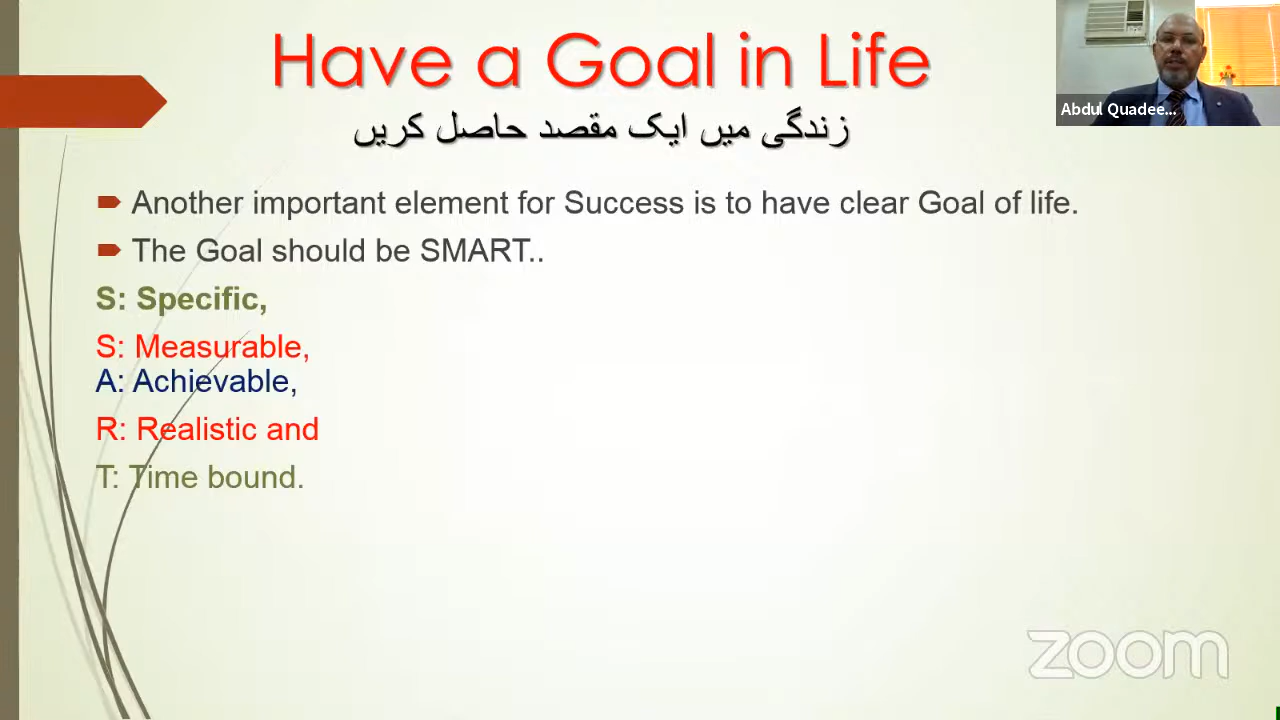 Have a Goal in Life
زندگی میں ایک مقصد حاصل کریں
Abdul Quadee...
Another important element for Success is to have clear Goal of life.
The Goal should be SMART..
S: Specific,
S: Measurable,
A: Achievable,
R: Realistic and
T: Time bound.
zoom